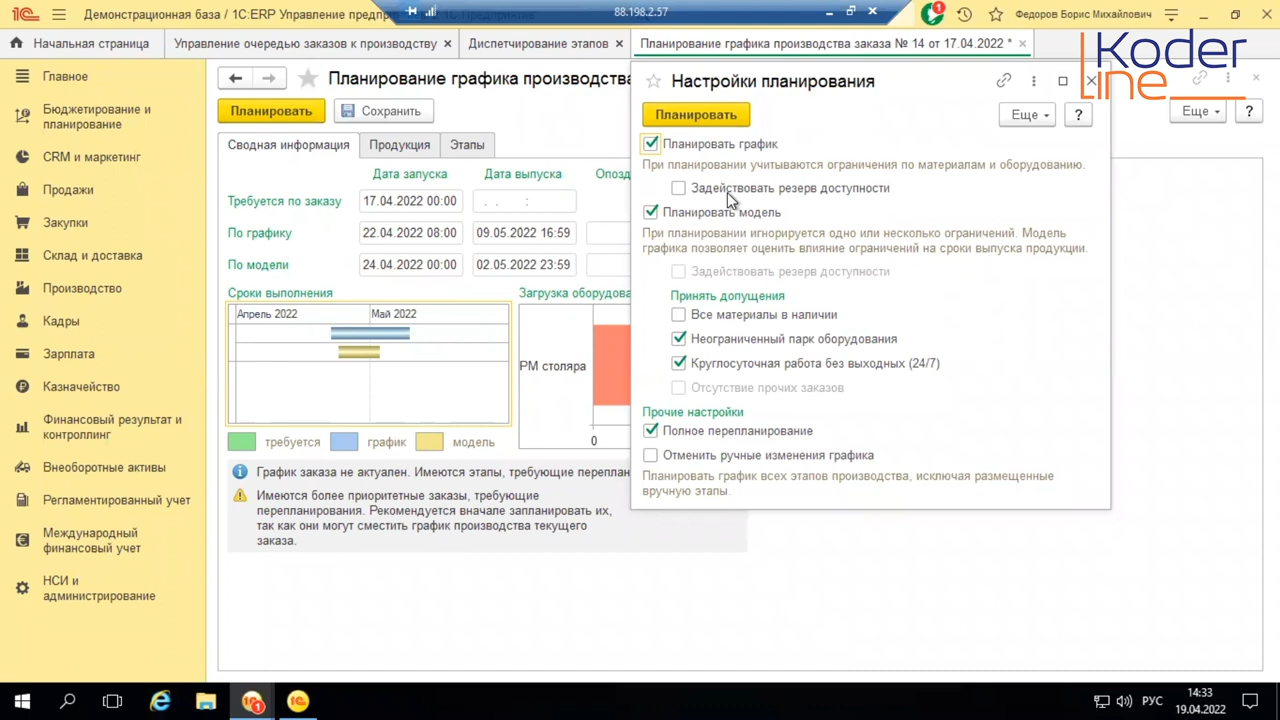 Демонстрационная база / 1С:ERP Управление предпр
1С:Предприятие
88.198.2.57
1
Федоров Борис Михайлович
Начальная страница
Управление очередью заказов к производству ×
Диспетчирование этапов ×
Планирование графика производства заказа № 14 от 17.04.2022 * ×
Koder
line
Главное
Бюджетирование и
планирование
CRM и маркетинг
Продажи
Закупки
Склад и доставка
Производство
Кадры
Зарплата
Казначейство
Финансовый результат и
контроллинг
Внеоборотные активы
Регламентированный учет
Международный
финансовый учет
НСИ и
администрирование
Планирование графика производства
Планировать
Сохранить
Еще
?
Сводная информация
Продукция
Этапы
Дата запуска
Дата выпуска
Опозд
Требуется по заказу
17.04.2022 00:00
. . :
По графику
22.04.2022 08:00
09.05.2022 16:59
По модели
24.04.2022 00:00
02.05.2022 23:59
Сроки выполнения
Загрузка оборудова
Апрель 2022
Май 2022
РМ столяра
0
требуется
график
модель
График заказа не актуален. Имеются этапы, требующие переплан
Имеются более приоритетные заказы, требующие
перепланирования. Рекомендуется вначале запланировать их,
так как они могут сместить график производства текущего
заказа.
Настройки планирования
Планировать
Еще
?
Планировать график
При планировании учитываются ограничения по материалам и оборудованию.
Задействовать резерв доступности
Планировать модель
При планировании игнорируется одно или несколько ограничений. Модель
графика позволяет оценить влияние ограничений на сроки выпуска продукции.
Задействовать резерв доступности
Принять допущения
Все материалы в наличии
Неограниченный парк оборудования
Круглосуточная работа без выходных (24/7)
Отсутствие прочих заказов
Прочие настройки
Полное перепланирование
Отменить ручные изменения графика
Планировать график всех этапов производства, исключая размещенные
вручную этапы.
РУС
14:33
19.04.2022